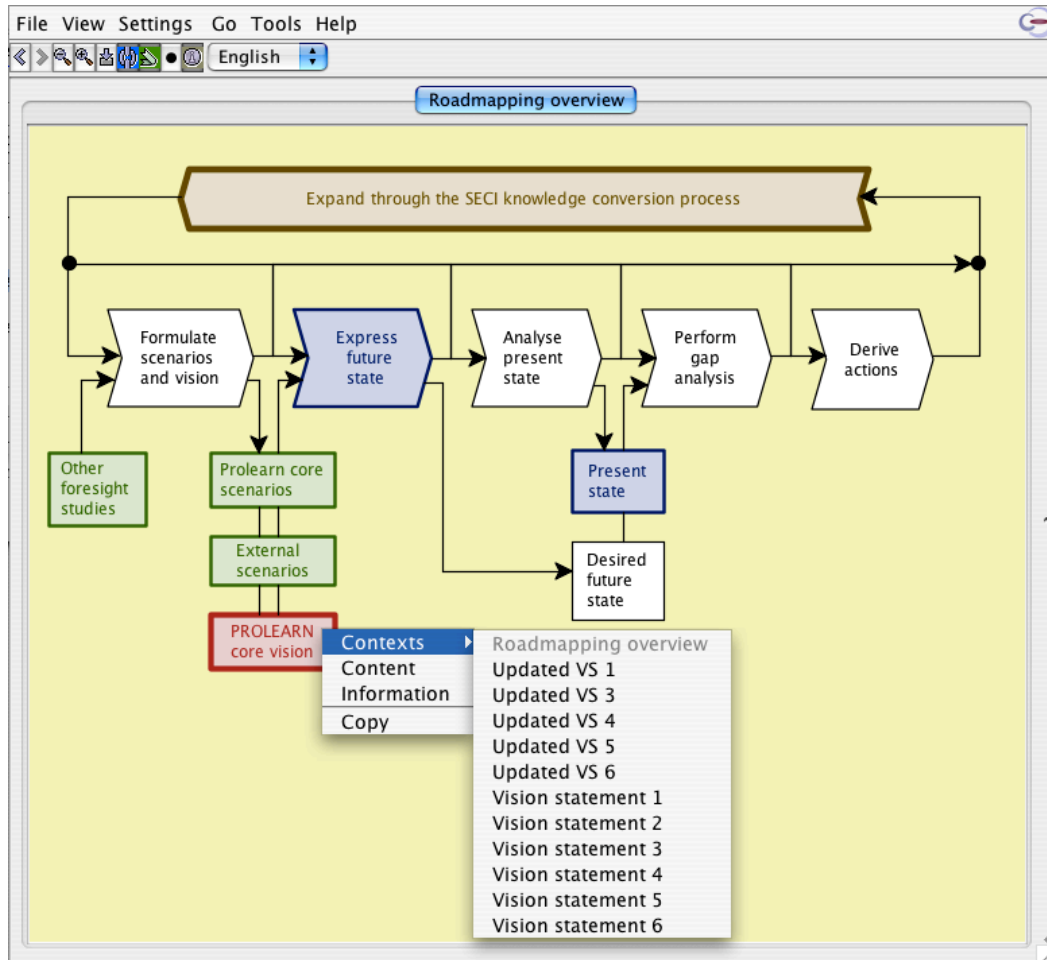 File View Settings Go Tools Help
English
Roadmapping overview
Expand through the SECI knowledge conversion process
Formulate
scenarios
and vision
Express
future
state
Analyse
present
state
Perform
gap
analysis
Derive
actions
Other
foresight
studies
Prolearn core
scenarios
Present
state
External
scenarios
Desired
future
state
PROLEARN
core vision
Contexts
Content
Information
Copy
Roadmapping overview
Updated VS 1
Updated VS 3
Updated VS 4
Updated VS 5
Updated VS 6
Vision statement 1
Vision statement 2
Vision statement 3
Vision statement 4
Vision statement 5
Vision statement 6